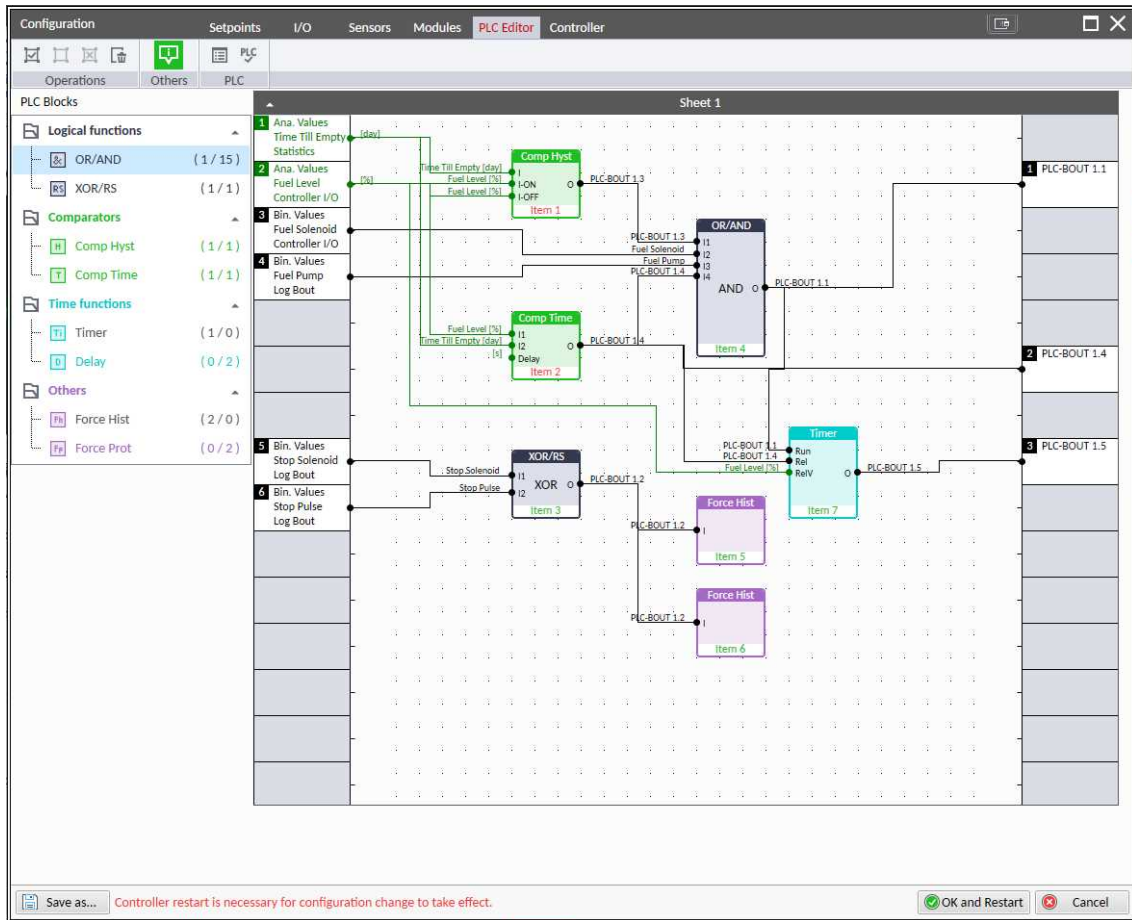 Configuration
Setpoints
I/O
Sensors
Modules
PLC Editor
Controller
PLC
Operations
Others
PLC
PLC Blocks
Sheet 1
Logical functions
& OR/AND (1/15)
RS XOR/RS (1/1)
Comparators
H Comp Hyst (1/1)
T Comp Time (1/1)
Time functions
Ti Timer (1/0)
D Delay (0/2)
Others
Ph Force Hist (2/0)
Pp Force Prot (0/2)
1 Ana. Values
Time Till Empty
Statistics
[day]
2 Ana. Values
Fuel Level
Controller I/O
[%]
3 Bin. Values
Fuel Solenoid
Controller I/O
4 Bin. Values
Fuel Pump
Log Bout
5 Bin. Values
Stop Solenoid
Log Bout
6 Bin. Values
Stop Pulse
Log Bout
Comp Hyst
Time Till Empty [day]
I
Fuel Level [%]
I-ON
O
PLC-BOUT 1.3
Fuel Level [%]
I-OFF
Item 1
OR/AND
PLC-BOUT 1.3
I1
Fuel Solenoid
I2
Fuel Pump
I3
PLC-BOUT 1.4
I4
AND
O
PLC-BOUT 1.1
Item 4
Comp Time
Fuel Level [%]
I1
Time Till Empty [day]
I2
O
PLC-BOUT 1.4
[s]
Delay
Item 2
Timer
PLC-BOUT 1.1
Run
PLC-BOUT 1.4
Rel
Fuel Level [%]
RelV
O
PLC-BOUT 1.5
Item 7
XOR/RS
Stop Solenoid
I1
XOR
O
PLC-BOUT 1.2
Stop Pulse
I2
Item 3
Force Hist
PLC-BOUT 1.2
I
Item 5
Force Hist
PLC-BOUT 1.2
I
Item 6
1 PLC-BOUT 1.1
2 PLC-BOUT 1.4
3 PLC-BOUT 1.5
Save as...
Controller restart is necessary for configuration change to take effect.
OK and Restart
Cancel